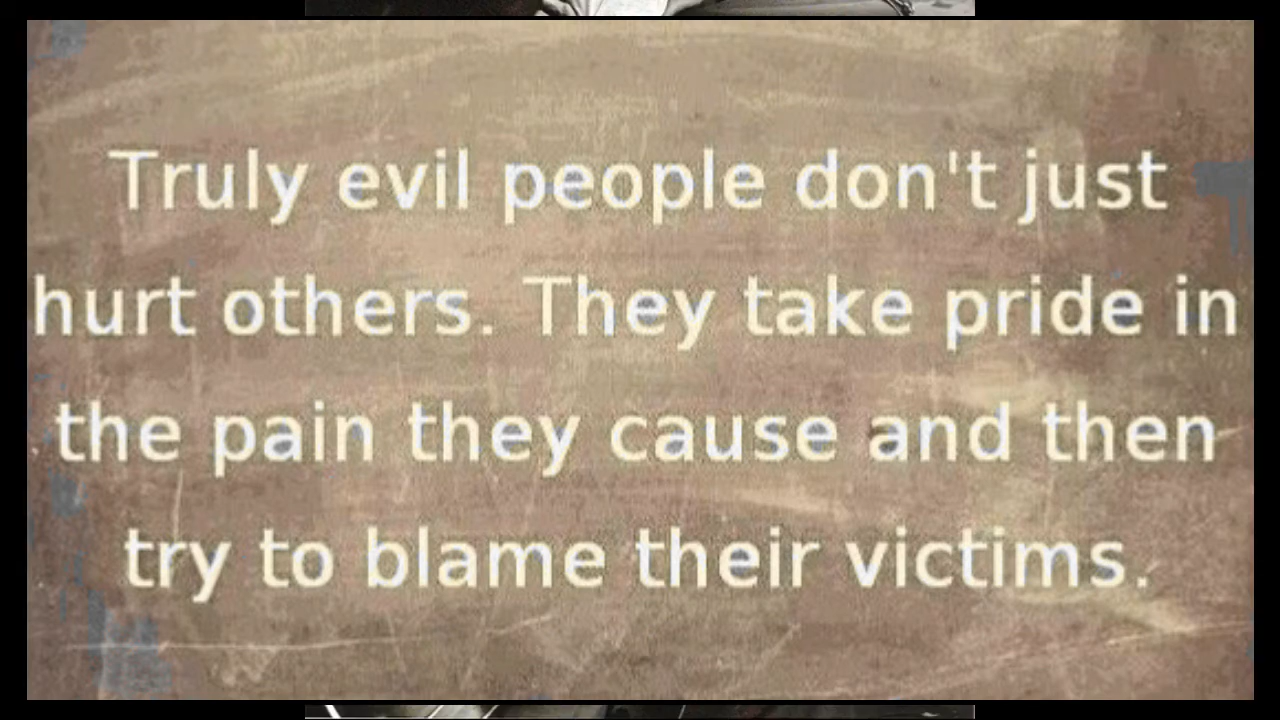 Truly evil people don't just
hurt others. They take pride in
the pain they cause and then
try to blame their victims.